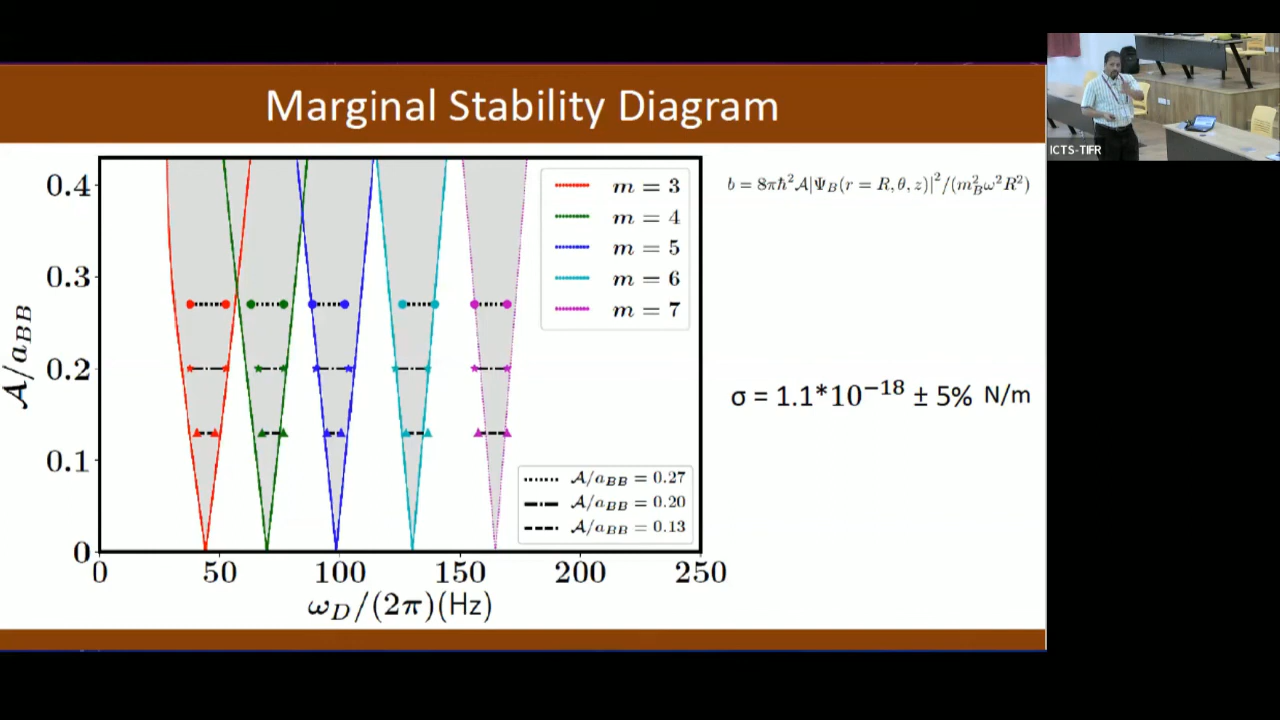 Marginal Stability Diagram
ICTS-TIFR
b = 8πℏ²𝒜|Ψ_B(r = R, θ, z)|²/(m_B²ω²R²)
σ = 1.1*10⁻¹⁸ ± 5% N/m
𝒜/a_BB
0.4
0.3
0.2
0.1
0
0 50 100 150 200 250
ω_D/(2π)(Hz)
m = 3
m = 4
m = 5
m = 6
m = 7
𝒜/a_BB = 0.27
𝒜/a_BB = 0.20
𝒜/a_BB = 0.13